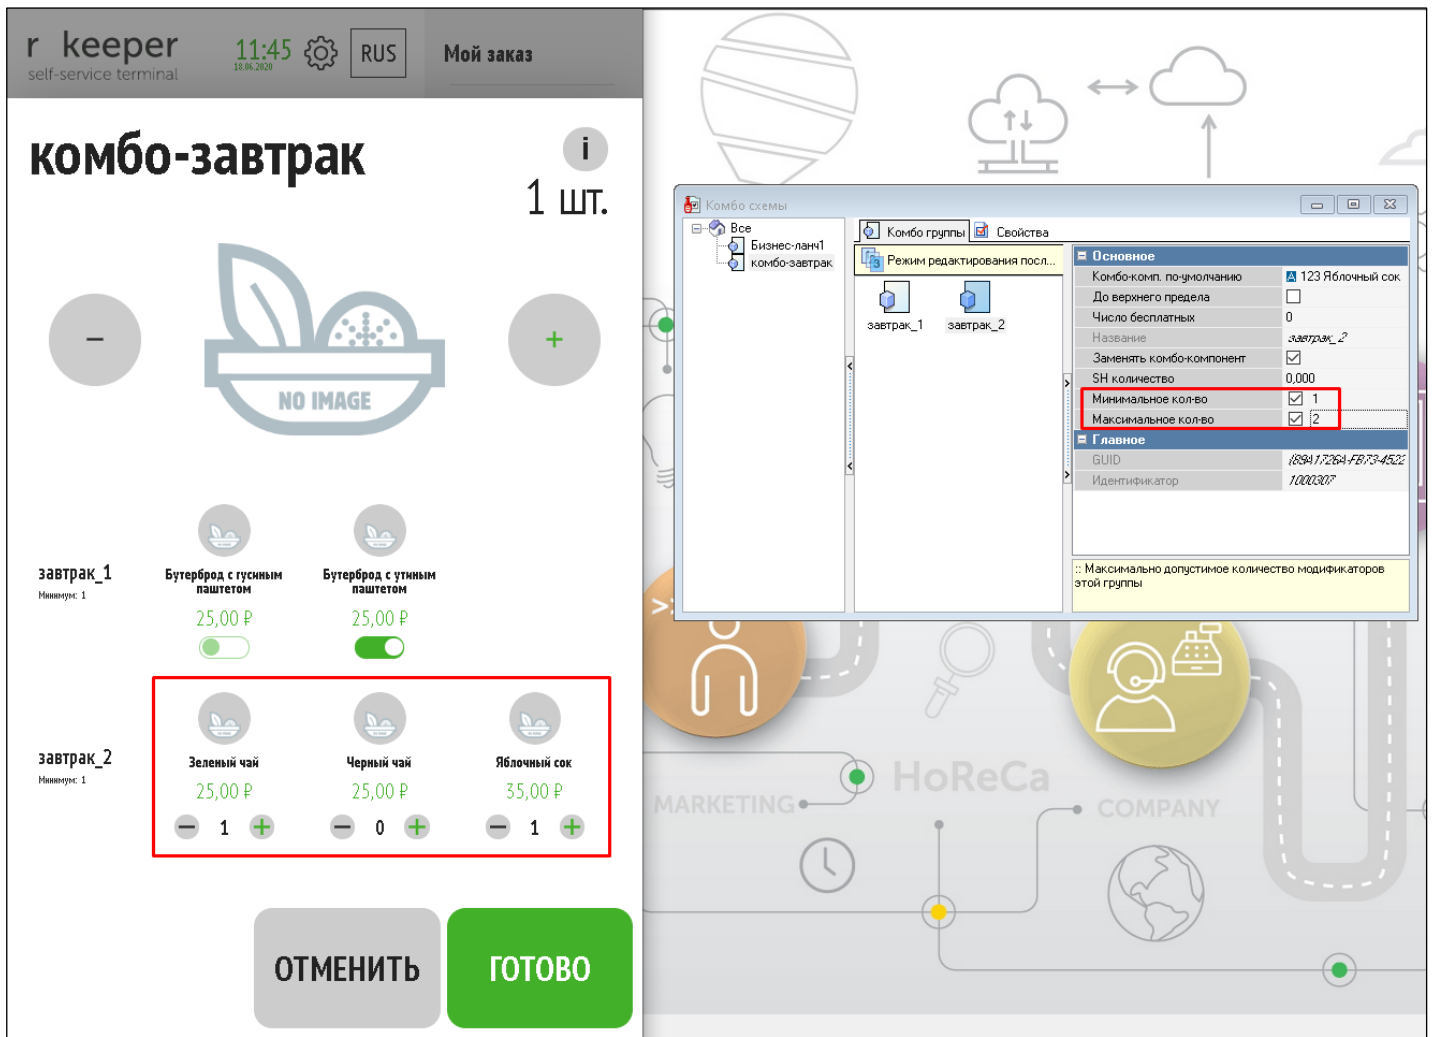 r keeper
self-service terminal
11:45
18.06.2020
RUS
Мой заказ
комбо-завтрак
i
1 шт.
NO IMAGE
завтрак_1
Минимум: 1
Бутерброд с гусиным
паштетом
25,00 ₽
Бутерброд с утиным
паштетом
25,00 ₽
завтрак_2
Минимум: 1
Зеленый чай
25,00 ₽
1
Черный чай
25,00 ₽
0
Яблочный сок
35,00 ₽
1
ОТМЕНИТЬ
ГОТОВО
Комбо схемы
Все
Бизнес-ланч1
комбо-завтрак
Комбо группы
Свойства
Режим редактирования посл...
завтрак_1
завтрак_2
Основное
Комбо-комп. по-умолчанию 123 Яблочный сок
До верхнего предела
Число бесплатных 0
Название завтрак_2
Заменять комбо-компонент
SH количество 0,000
Минимальное кол-во 1
Максимальное кол-во 2
Главное
GUID {89A1726A-FB73-4522
Идентификатор 1000307
:: Максимально допустимое количество модификаторов
этой группы
HoReCa
MARKETING
COMPANY